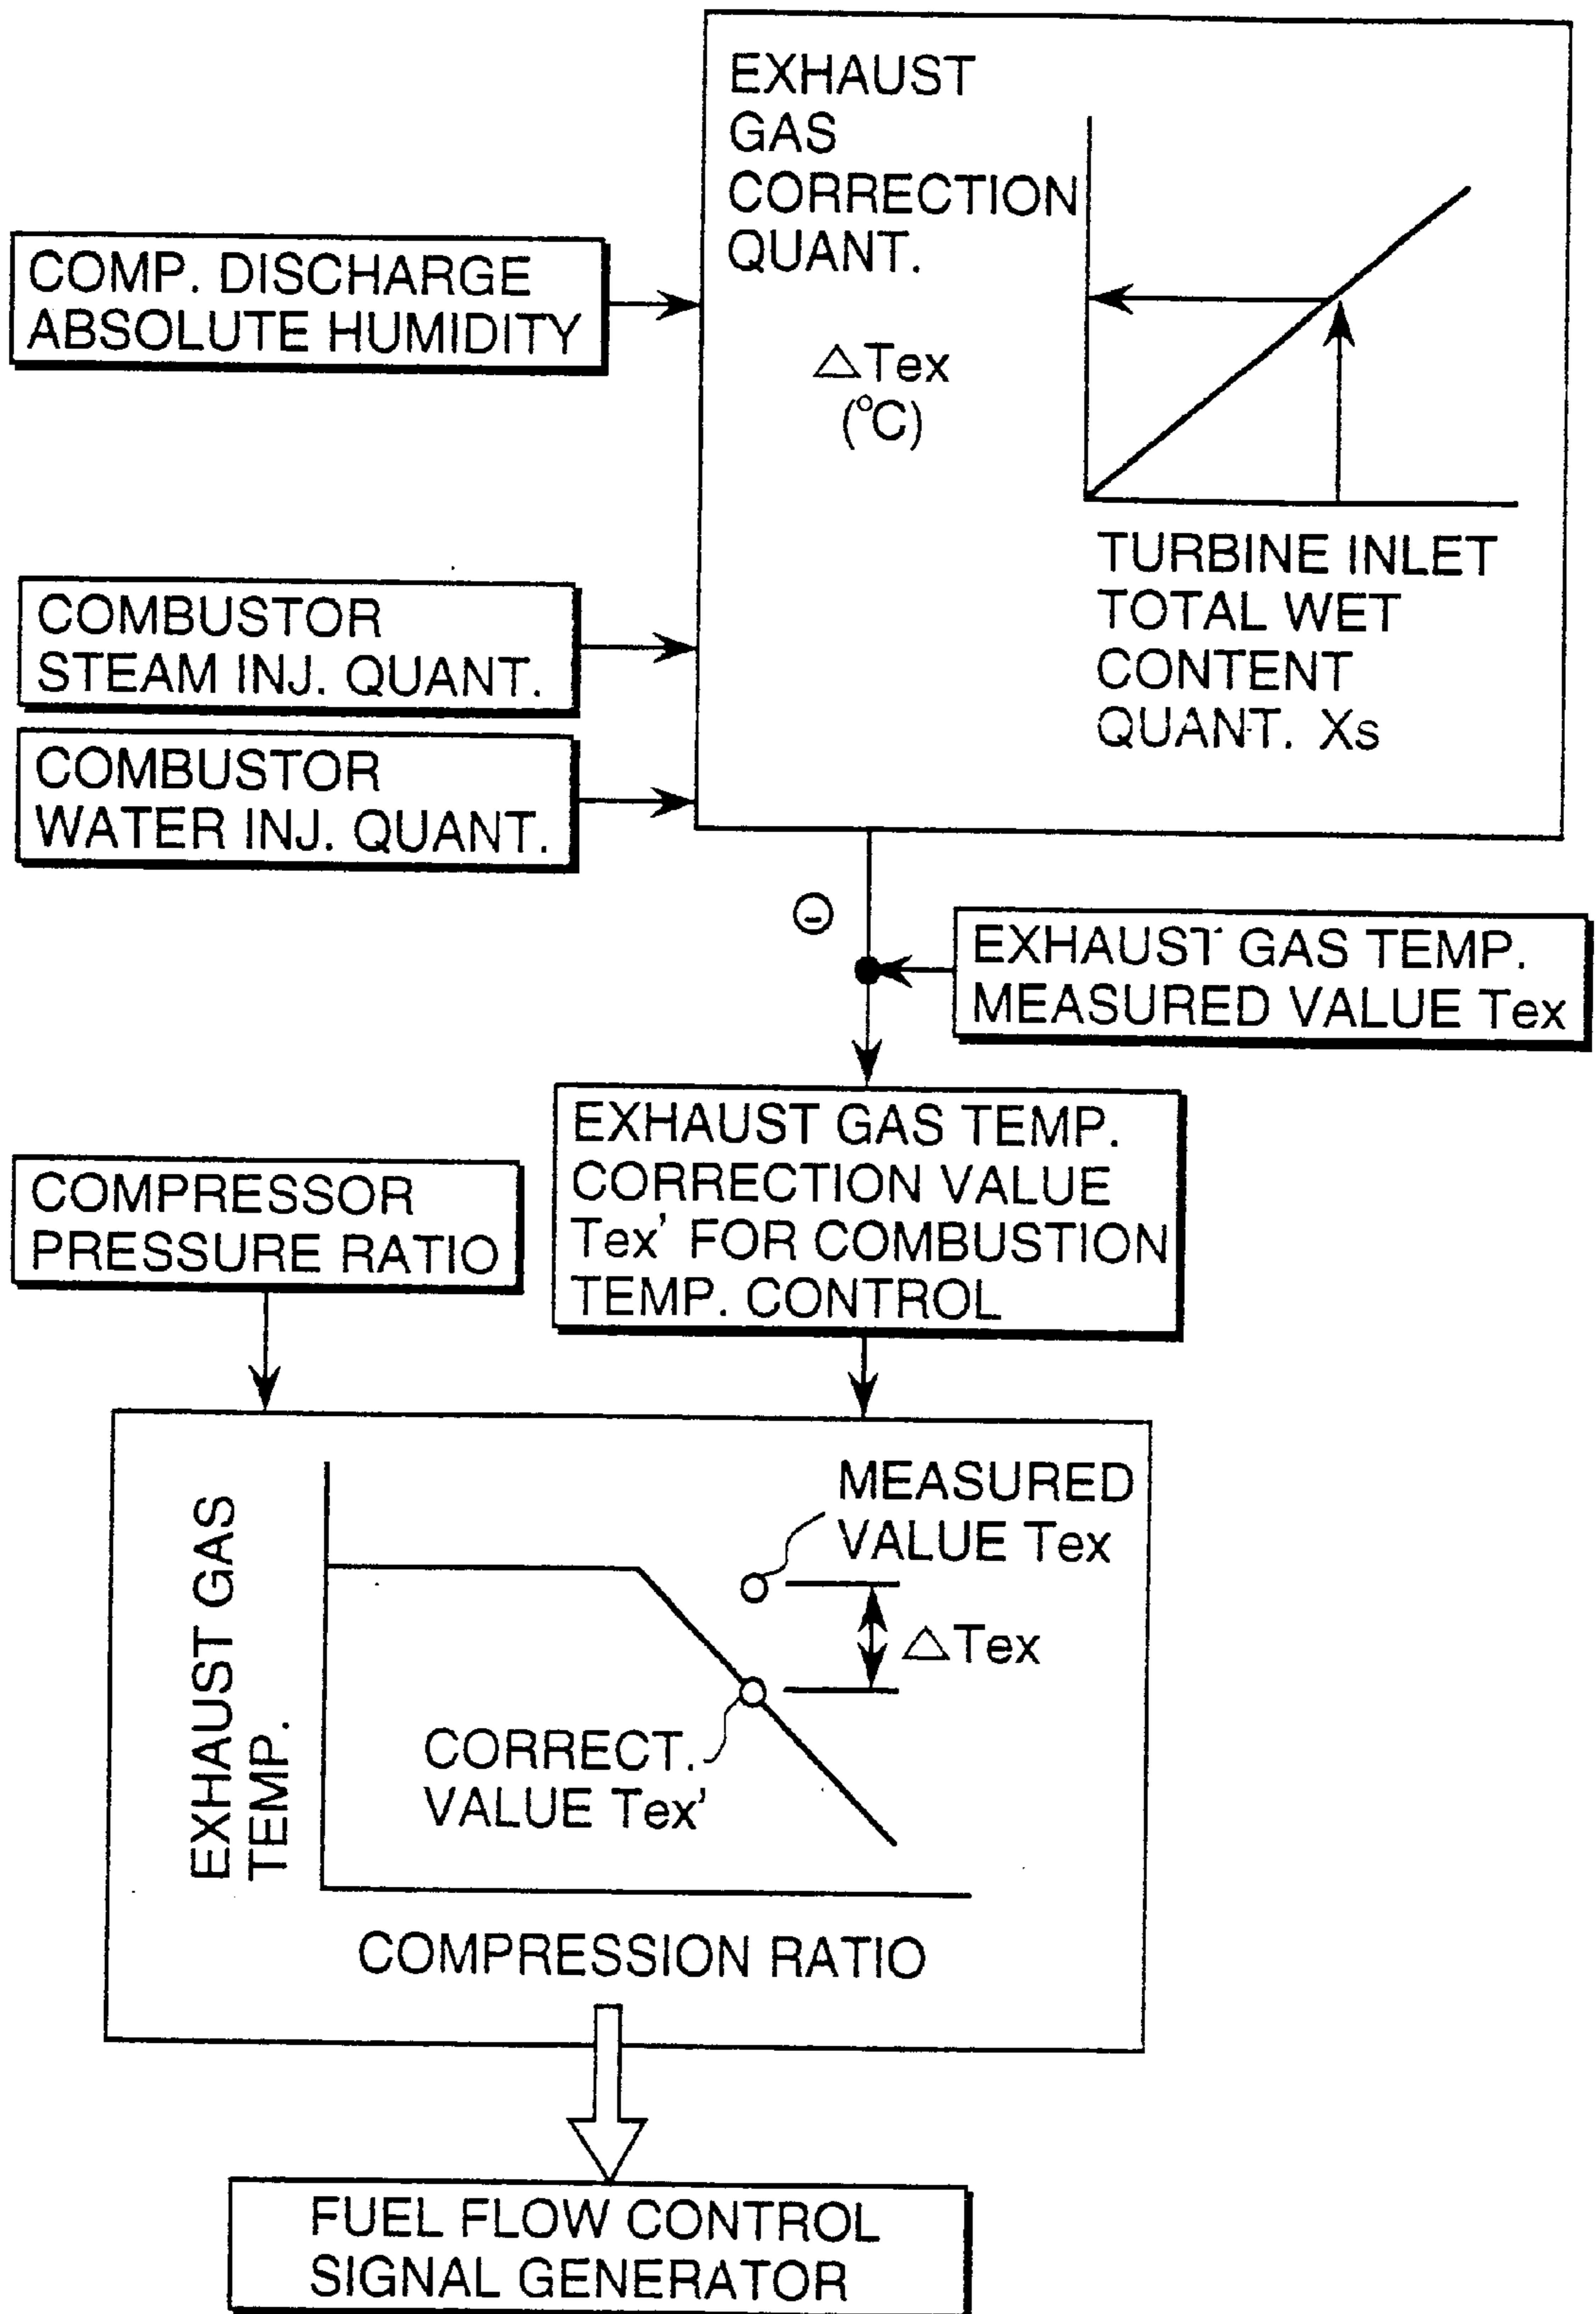 EXHAUST
GAS
CORRECTION
QUANT.
△Tex
(°C)
TURBINE INLET
TOTAL WET
CONTENT
QUANT. Xs
COMP. DISCHARGE
ABSOLUTE HUMIDITY
COMBUSTOR
STEAM INJ. QUANT.
COMBUSTOR
WATER INJ. QUANT.
⊖
EXHAUST GAS TEMP.
MEASURED VALUE Tex
EXHAUST GAS TEMP.
CORRECTION VALUE
Tex' FOR COMBUSTION
TEMP. CONTROL
COMPRESSOR
PRESSURE RATIO
EXHAUST GAS
TEMP.
MEASURED
VALUE Tex
△Tex
CORRECT.
VALUE Tex'
COMPRESSION RATIO
FUEL FLOW CONTROL
SIGNAL GENERATOR